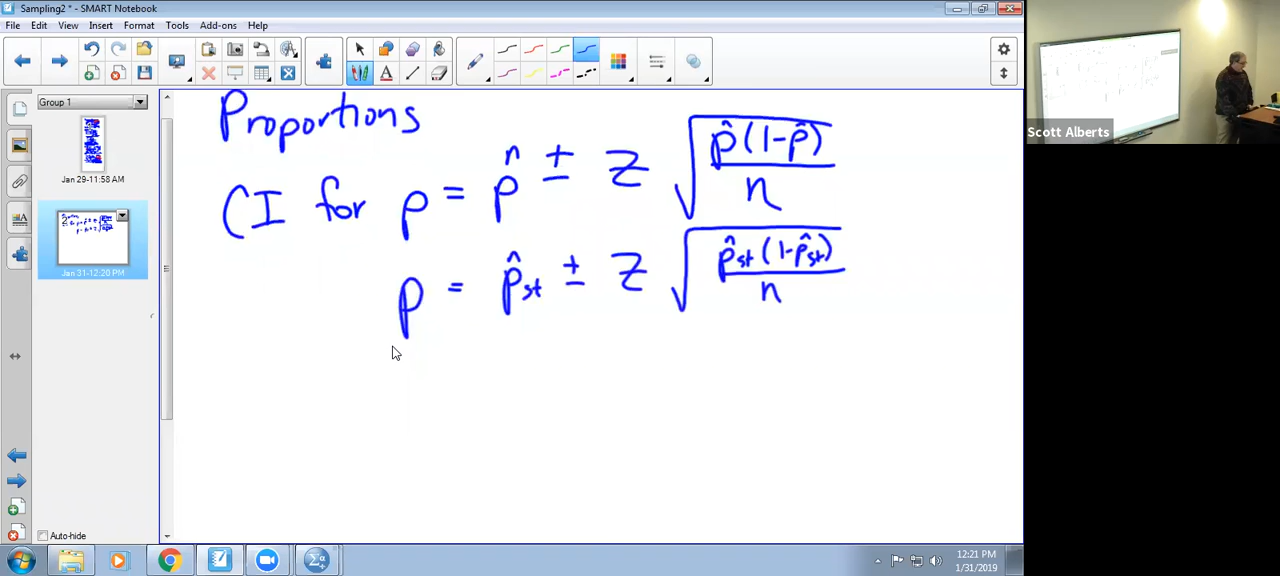 Sampling2 * - SMART Notebook
File Edit View Insert Format Tools Add-ons Help
Group 1
Jan 29-11:58 AM
Jan 31-12:20 PM
Auto-hide
Proportions
CI for p = p̂ ± z √(p̂(1-p̂)/n)
p = p̂st ± z √(p̂st(1-p̂st)/n)
Scott Alberts
12:21 PM
1/31/2019